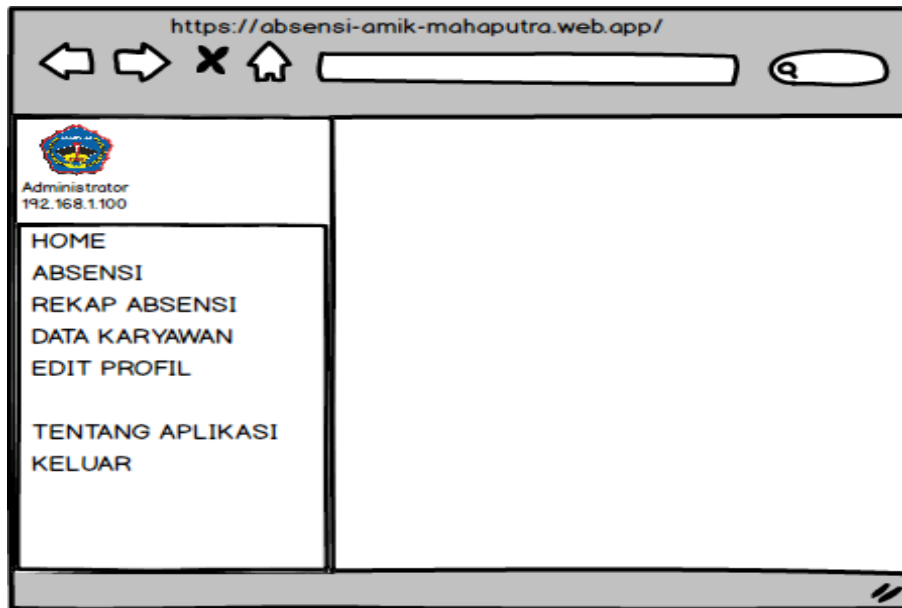 https://absensi-amik-mahaputra.web.app/
Administrator
192.168.1.100
HOME
ABSENSI
REKAP ABSENSI
DATA KARYAWAN
EDIT PROFIL
TENTANG APLIKASI
KELUAR